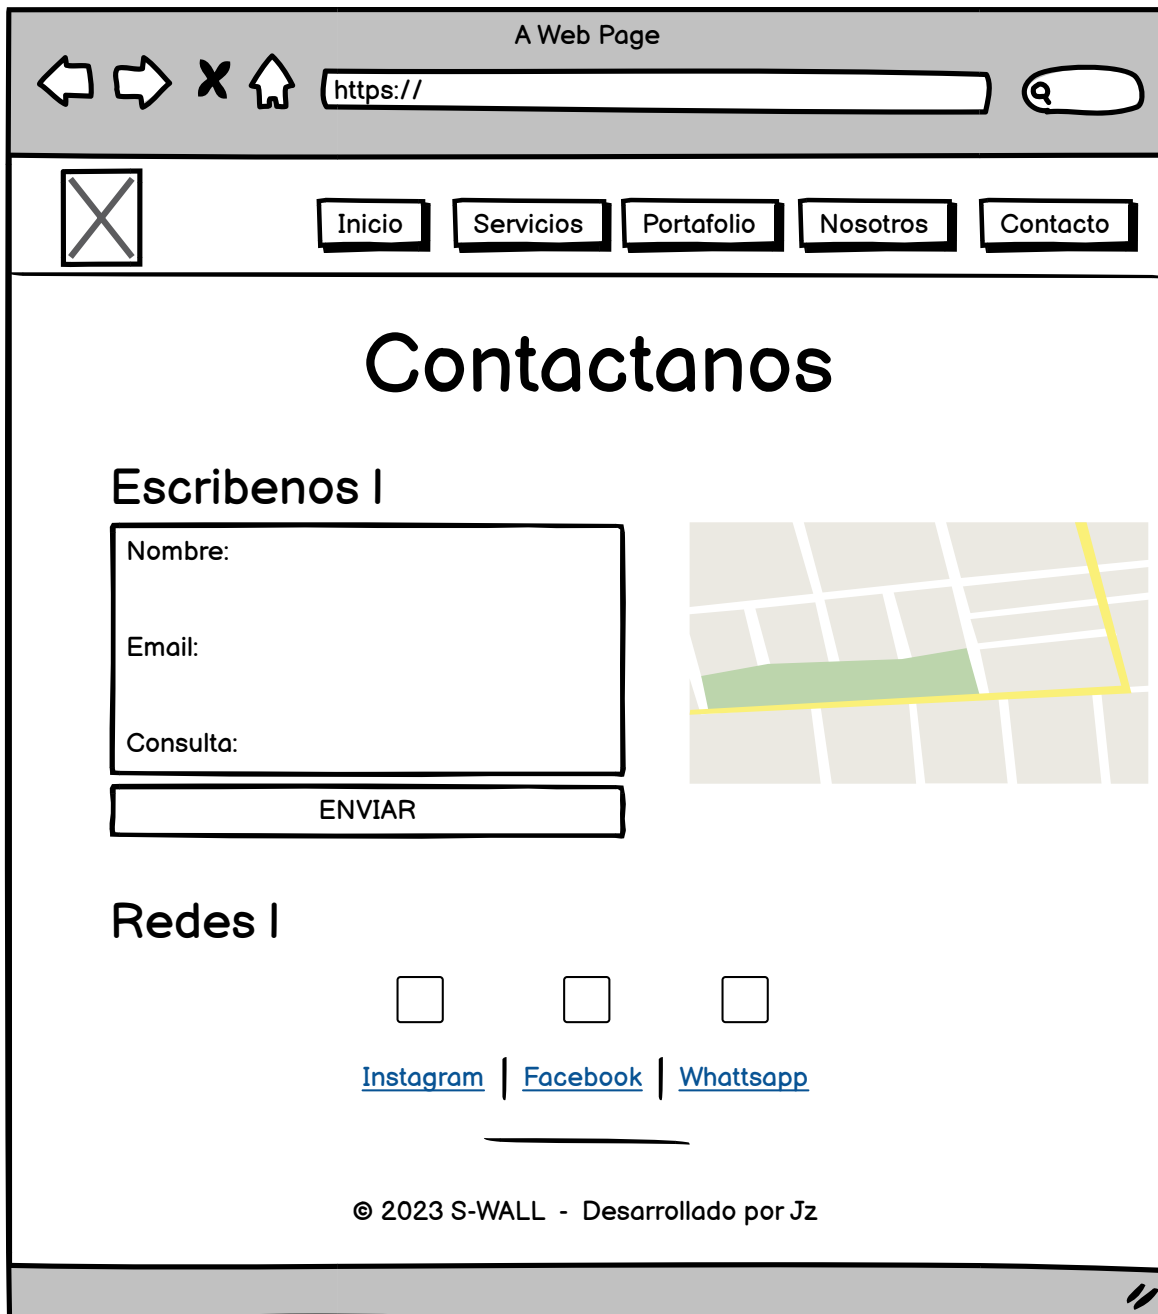 A Web Page
https://
Inicio Servicios Portafolio Nosotros Contacto
Contactanos
Escribenos |
Nombre:
Email:
Consulta:
ENVIAR
Redes |
Instagram | Facebook | Whattsapp
© 2023 S-WALL - Desarrollado por Jz